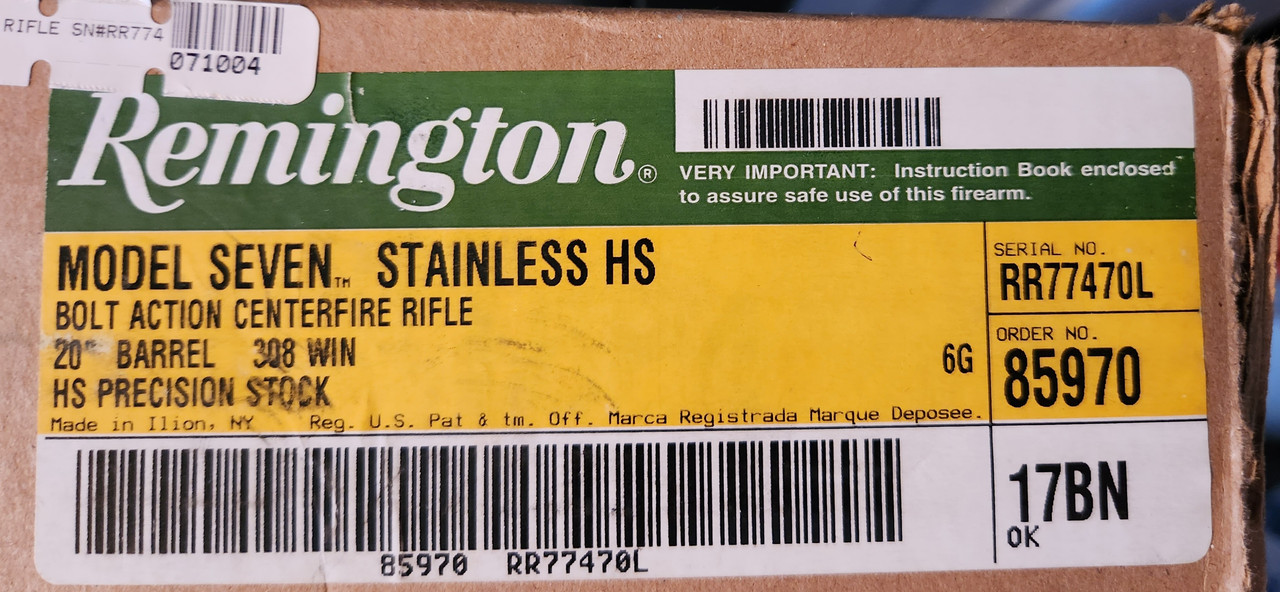 RIFLE SN#RR774
071004
Remington®
VERY IMPORTANT: Instruction Book enclosed
to assure safe use of this firearm.
MODEL SEVEN™ STAINLESS HS
BOLT ACTION CENTERFIRE RIFLE
20" BARREL 308 WIN
HS PRECISION STOCK
6G
Made in Ilion, NY Reg. U.S. Pat & tm. Off. Marca Registrada Marque Deposee.
SERIAL NO.
RR77470L
ORDER NO.
85970
17BN
OK
85970 RR77470L